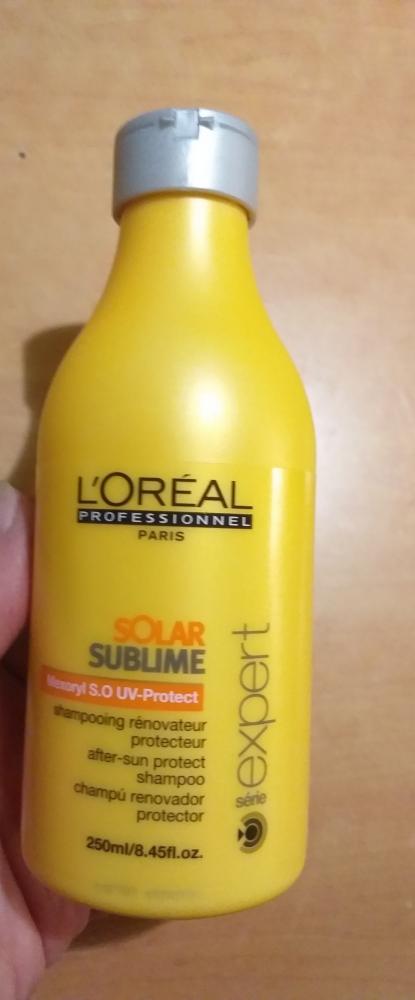 L'ORÉAL
PROFESSIONNEL
PARIS
SOLAR
SUBLIME
Mexoryl S.O UV-Protect
shampooing rénovateur
protecteur
after-sun protect
shampoo
champú renovador
protector
250ml/8.45fl.oz.
série expert